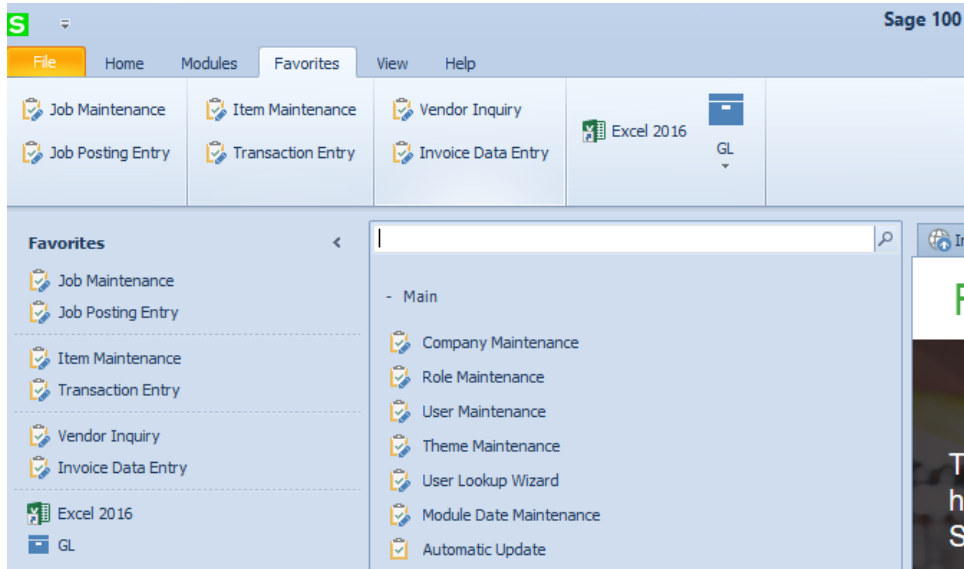 S
Sage 100
File Home Modules Favorites View Help
Job Maintenance Item Maintenance Vendor Inquiry
Excel 2016
Job Posting Entry Transaction Entry Invoice Data Entry
GL
Favorites <
Job Maintenance
Job Posting Entry
Item Maintenance
Transaction Entry
Vendor Inquiry
Invoice Data Entry
Excel 2016
GL
- Main
Company Maintenance
Role Maintenance
User Maintenance
Theme Maintenance
User Lookup Wizard
Module Date Maintenance
Automatic Update
T
h
S